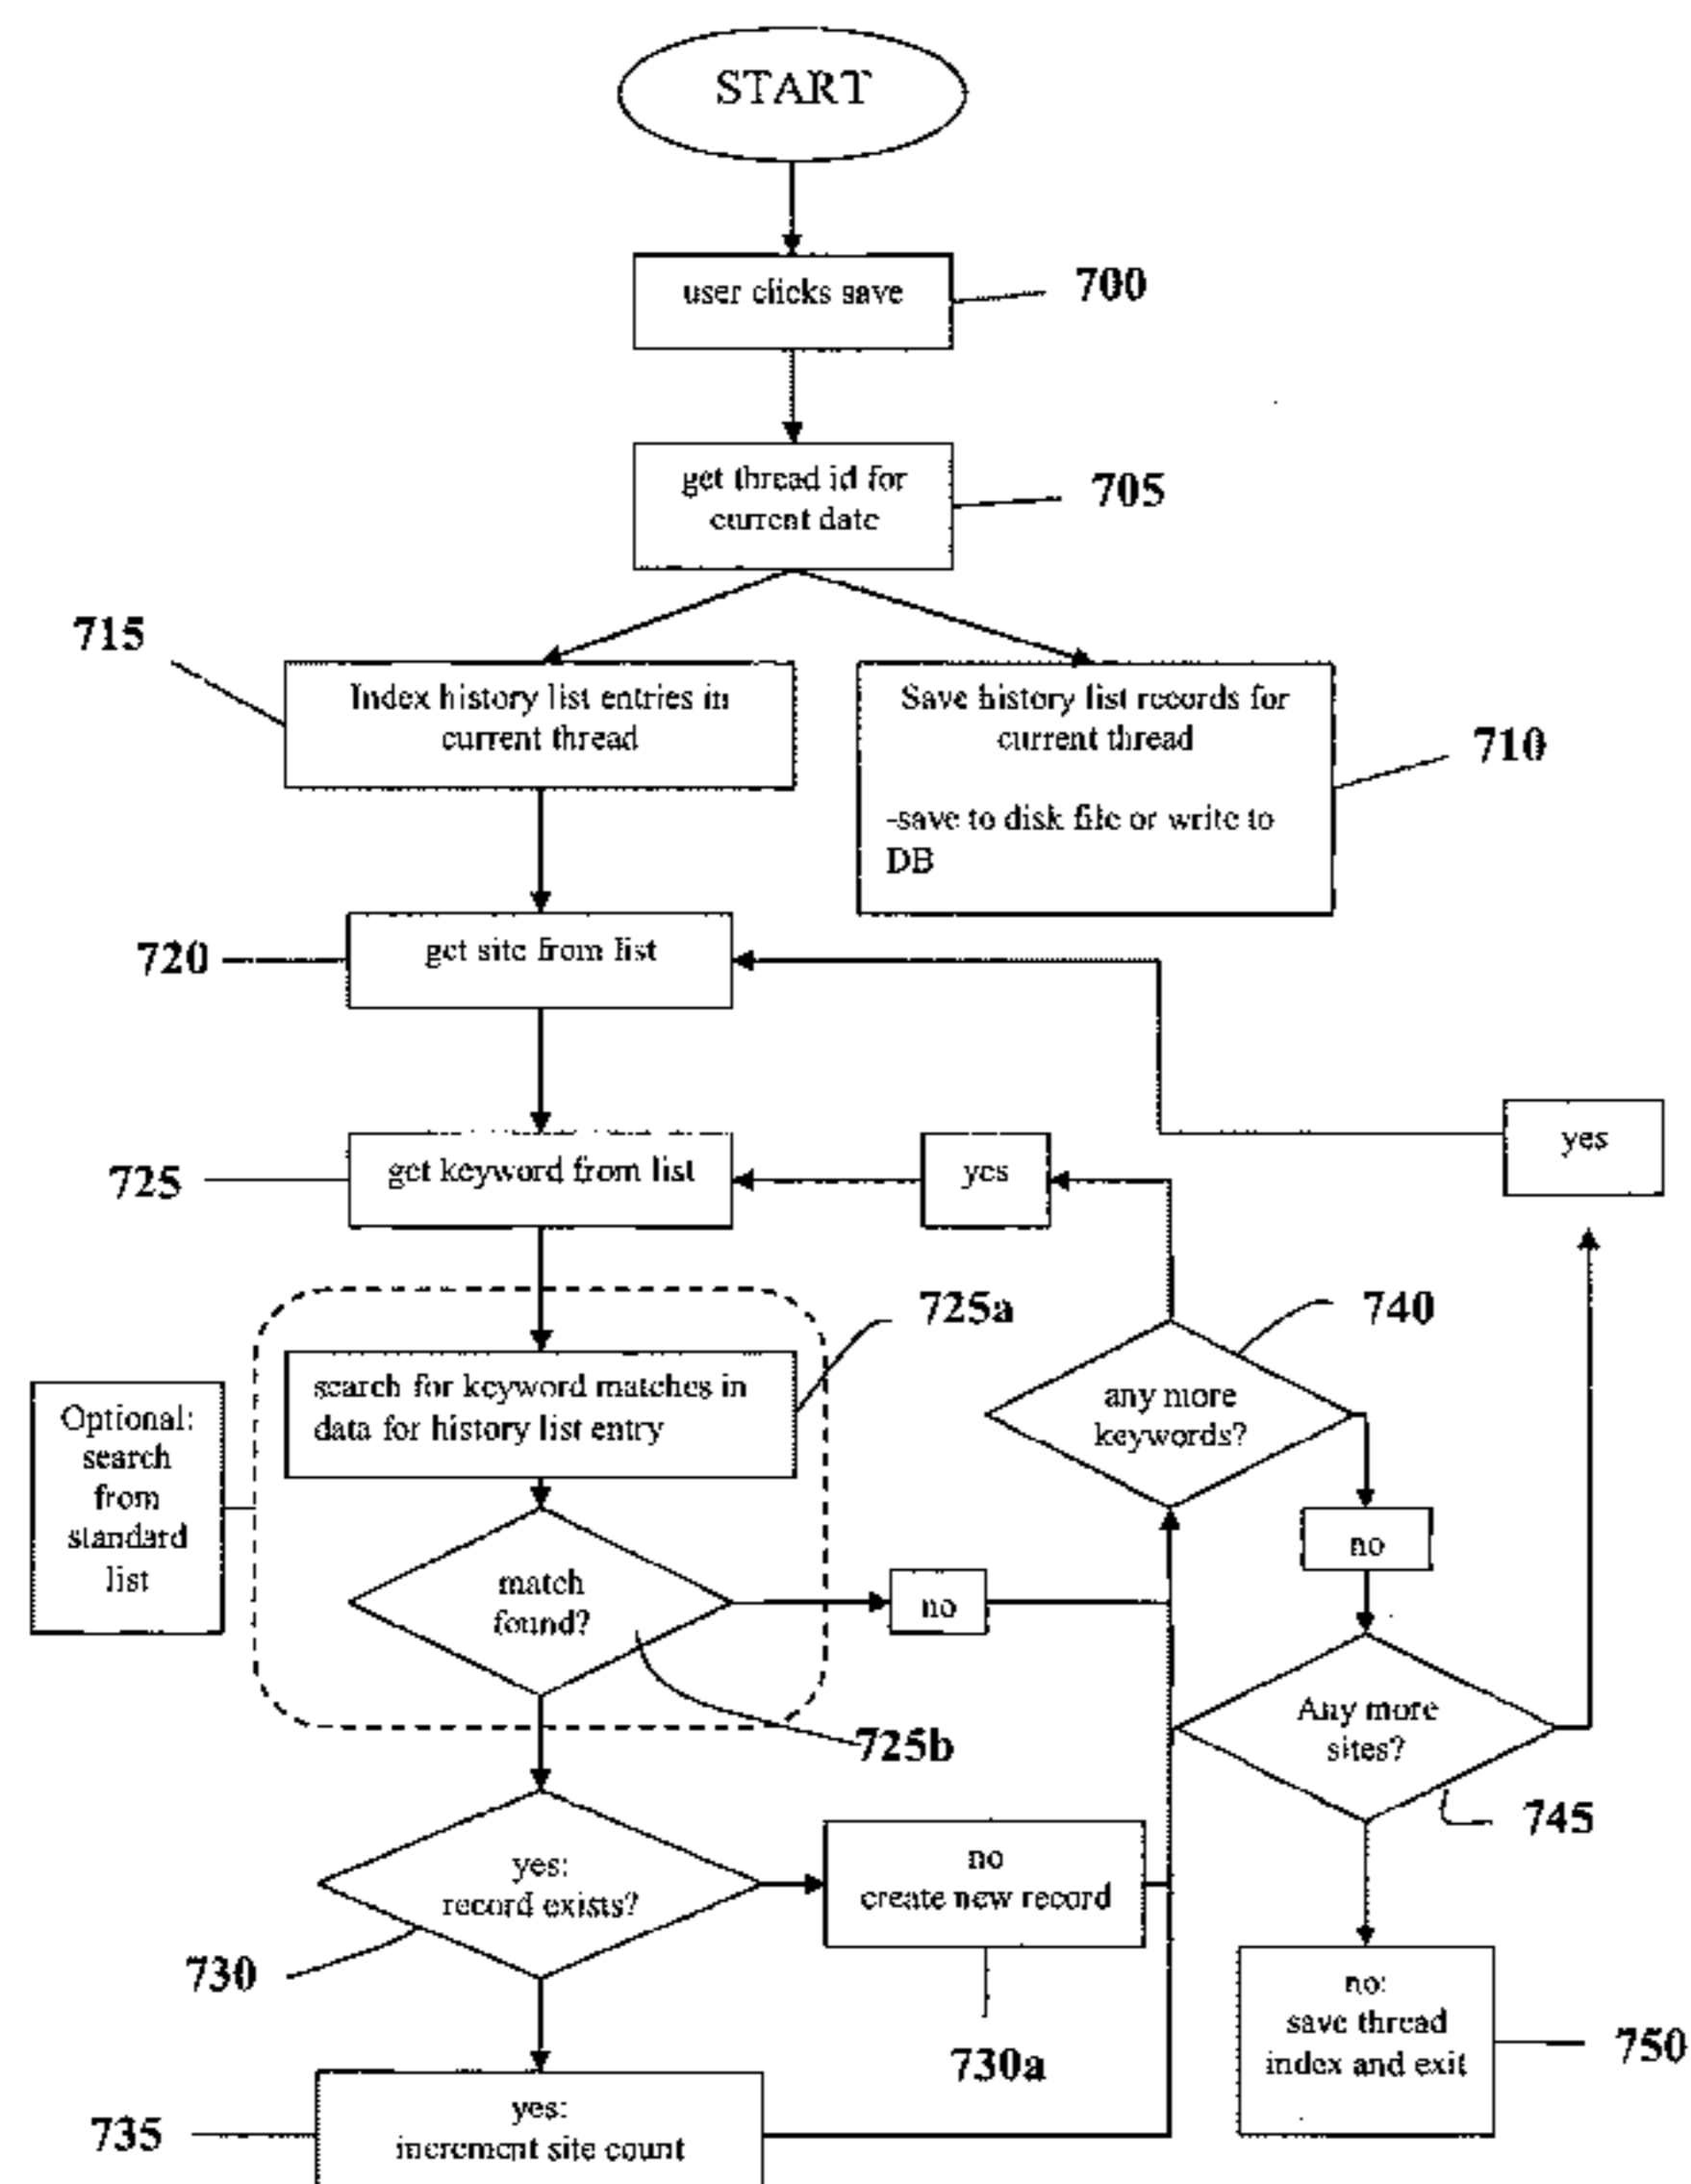 START
user clicks save
700
get thread id for
current date
705
715
Index history list entries in
current thread
Save history list records for
current thread
-save to disk file or write to
DB
710
720
get site from list
yes
725
get keyword from list
yes
725a
740
search for keyword matches in
data for history list entry
any more
keywords?
Optional:
search
from
standard
list
no
match
found?
no
725b
Any more
sites?
745
yes:
record exists?
no
create new record
730
730a
no:
save thread
index and exit
750
735
yes:
increment site count